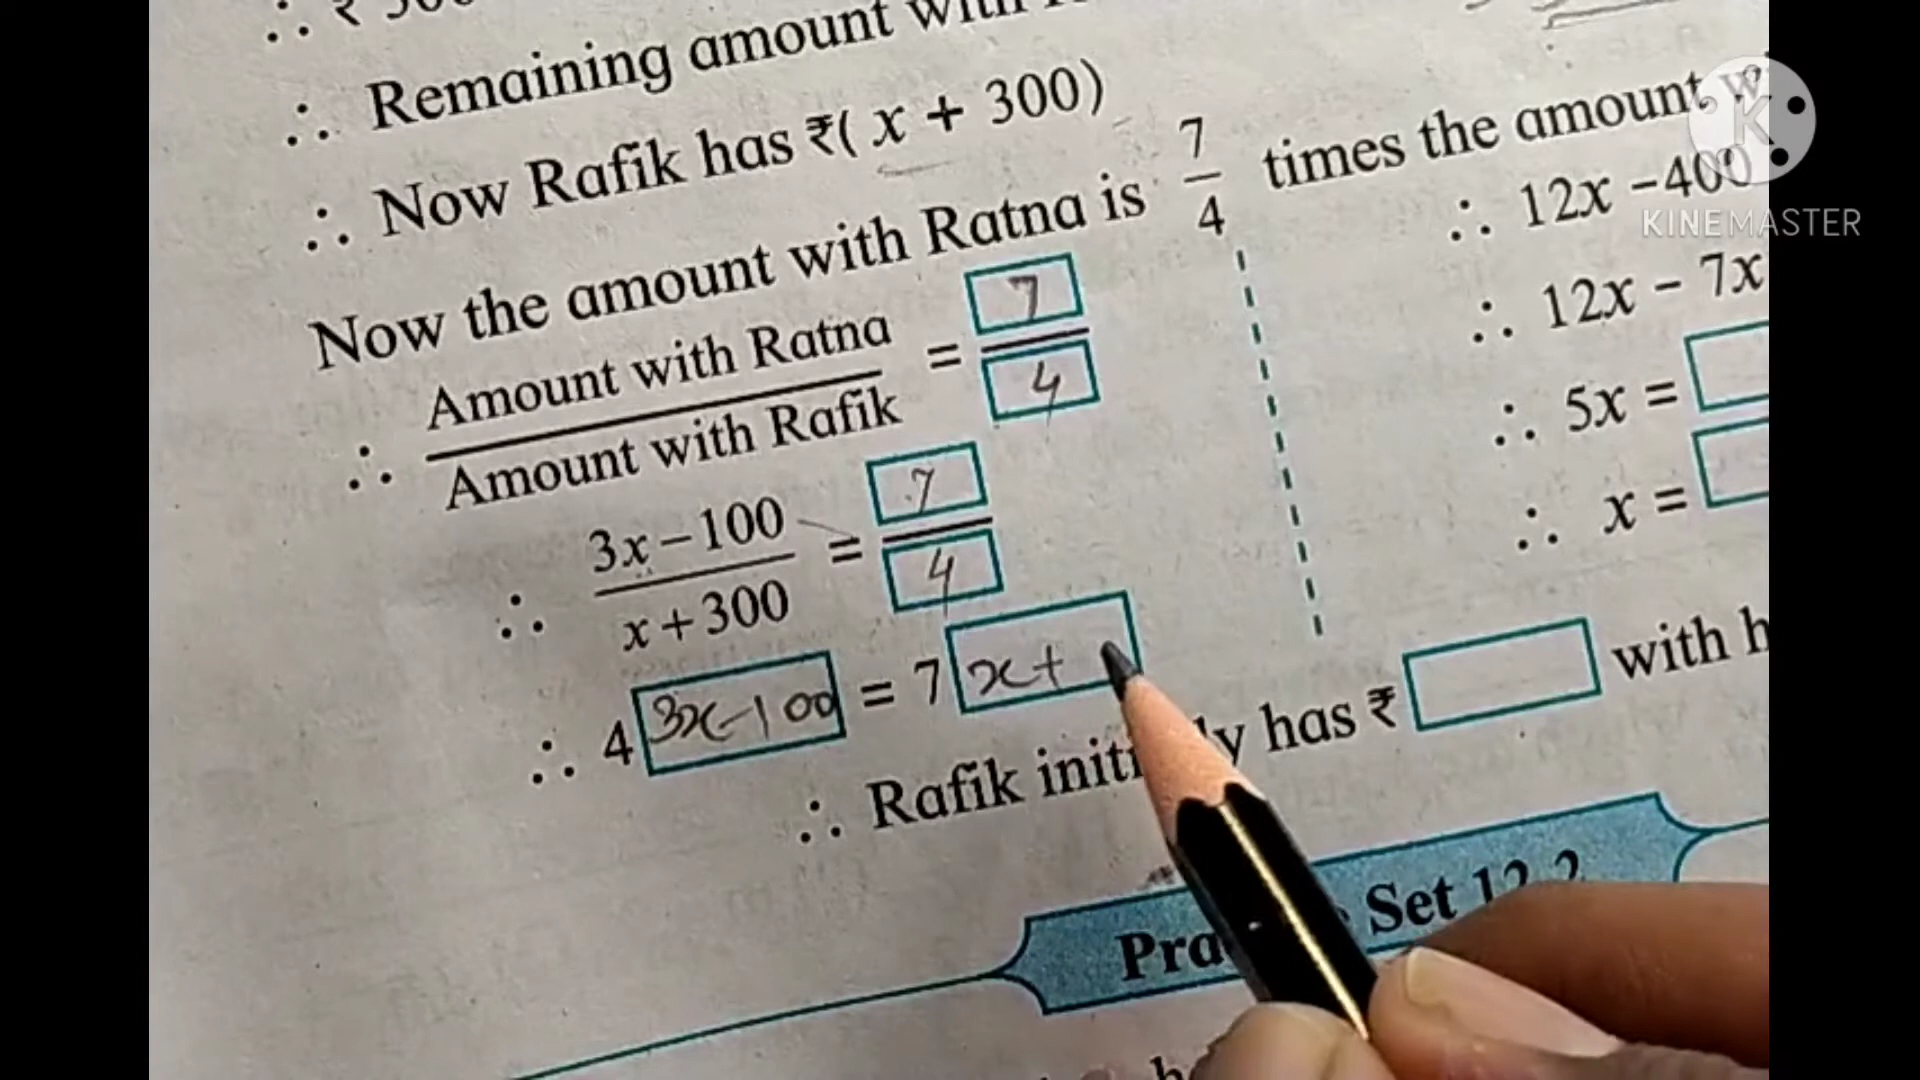 ∴ ₹
∴ Remaining amount with
∴ Now Rafik has ₹( x + 300)
Now the amount with Ratna is 7/4 times the amount
∴ Amount with Ratna / Amount with Rafik = 7/4
∴ 3x−100 / x+300 = 7/4
∴ 4 3x-100 = 7 x+
∴ 12x −400
∴ 12x − 7x
∴ 5x =
∴ x =
∴ Rafik has ₹ with
Set 12.2
K
KINEMASTER